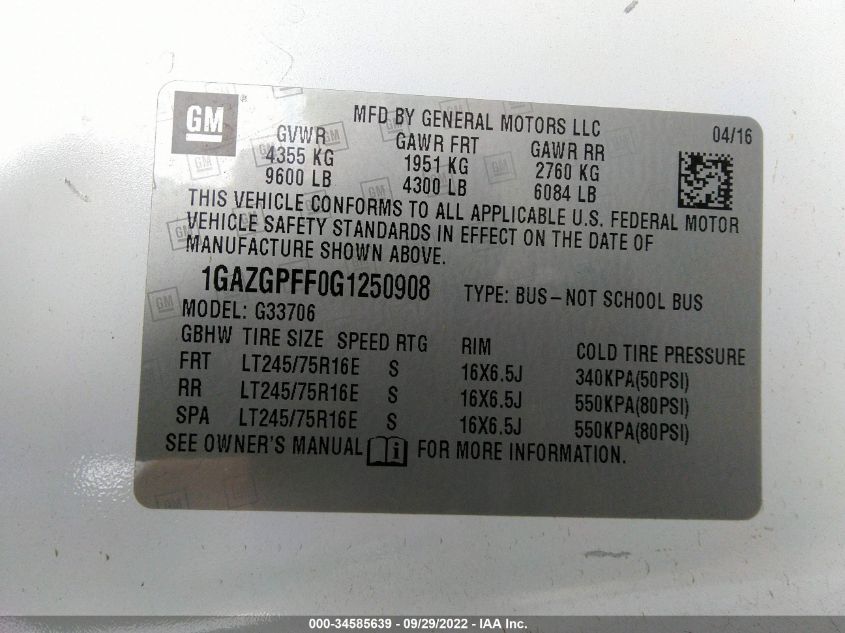 GM
MFD BY GENERAL MOTORS LLC 04/16
GVWR GAWR FRT GAWR RR
4355 KG 1951 KG 2760 KG
9600 LB 4300 LB 6084 LB
THIS VEHICLE CONFORMS TO ALL APPLICABLE U.S. FEDERAL MOTOR
VEHICLE SAFETY STANDARDS IN EFFECT ON THE DATE OF
MANUFACTURE SHOWN ABOVE.
1GAZGPFF0G1250908 TYPE: BUS–NOT SCHOOL BUS
MODEL: G33706
GBHW TIRE SIZE SPEED RTG RIM COLD TIRE PRESSURE
FRT LT245/75R16E S 16X6.5J 340KPA(50PSI)
RR LT245/75R16E S 16X6.5J 550KPA(80PSI)
SPA LT245/75R16E S 16X6.5J 550KPA(80PSI)
SEE OWNER'S MANUAL i FOR MORE INFORMATION.
000-34585639 - 09/29/2022 - IAA Inc.